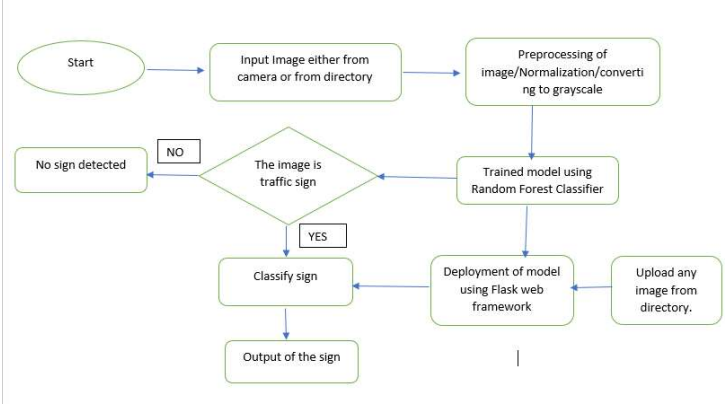 Start
Input Image either from
camera or from directory
Preprocessing of
image/Normalization/converti
ng to grayscale
No sign detected
NO
The image is
traffic sign
Trained model using
Random Forest Classifier
YES
Classify sign
Deployment of model
using Flask web
framework
Upload any
image from
directory.
Output of the sign